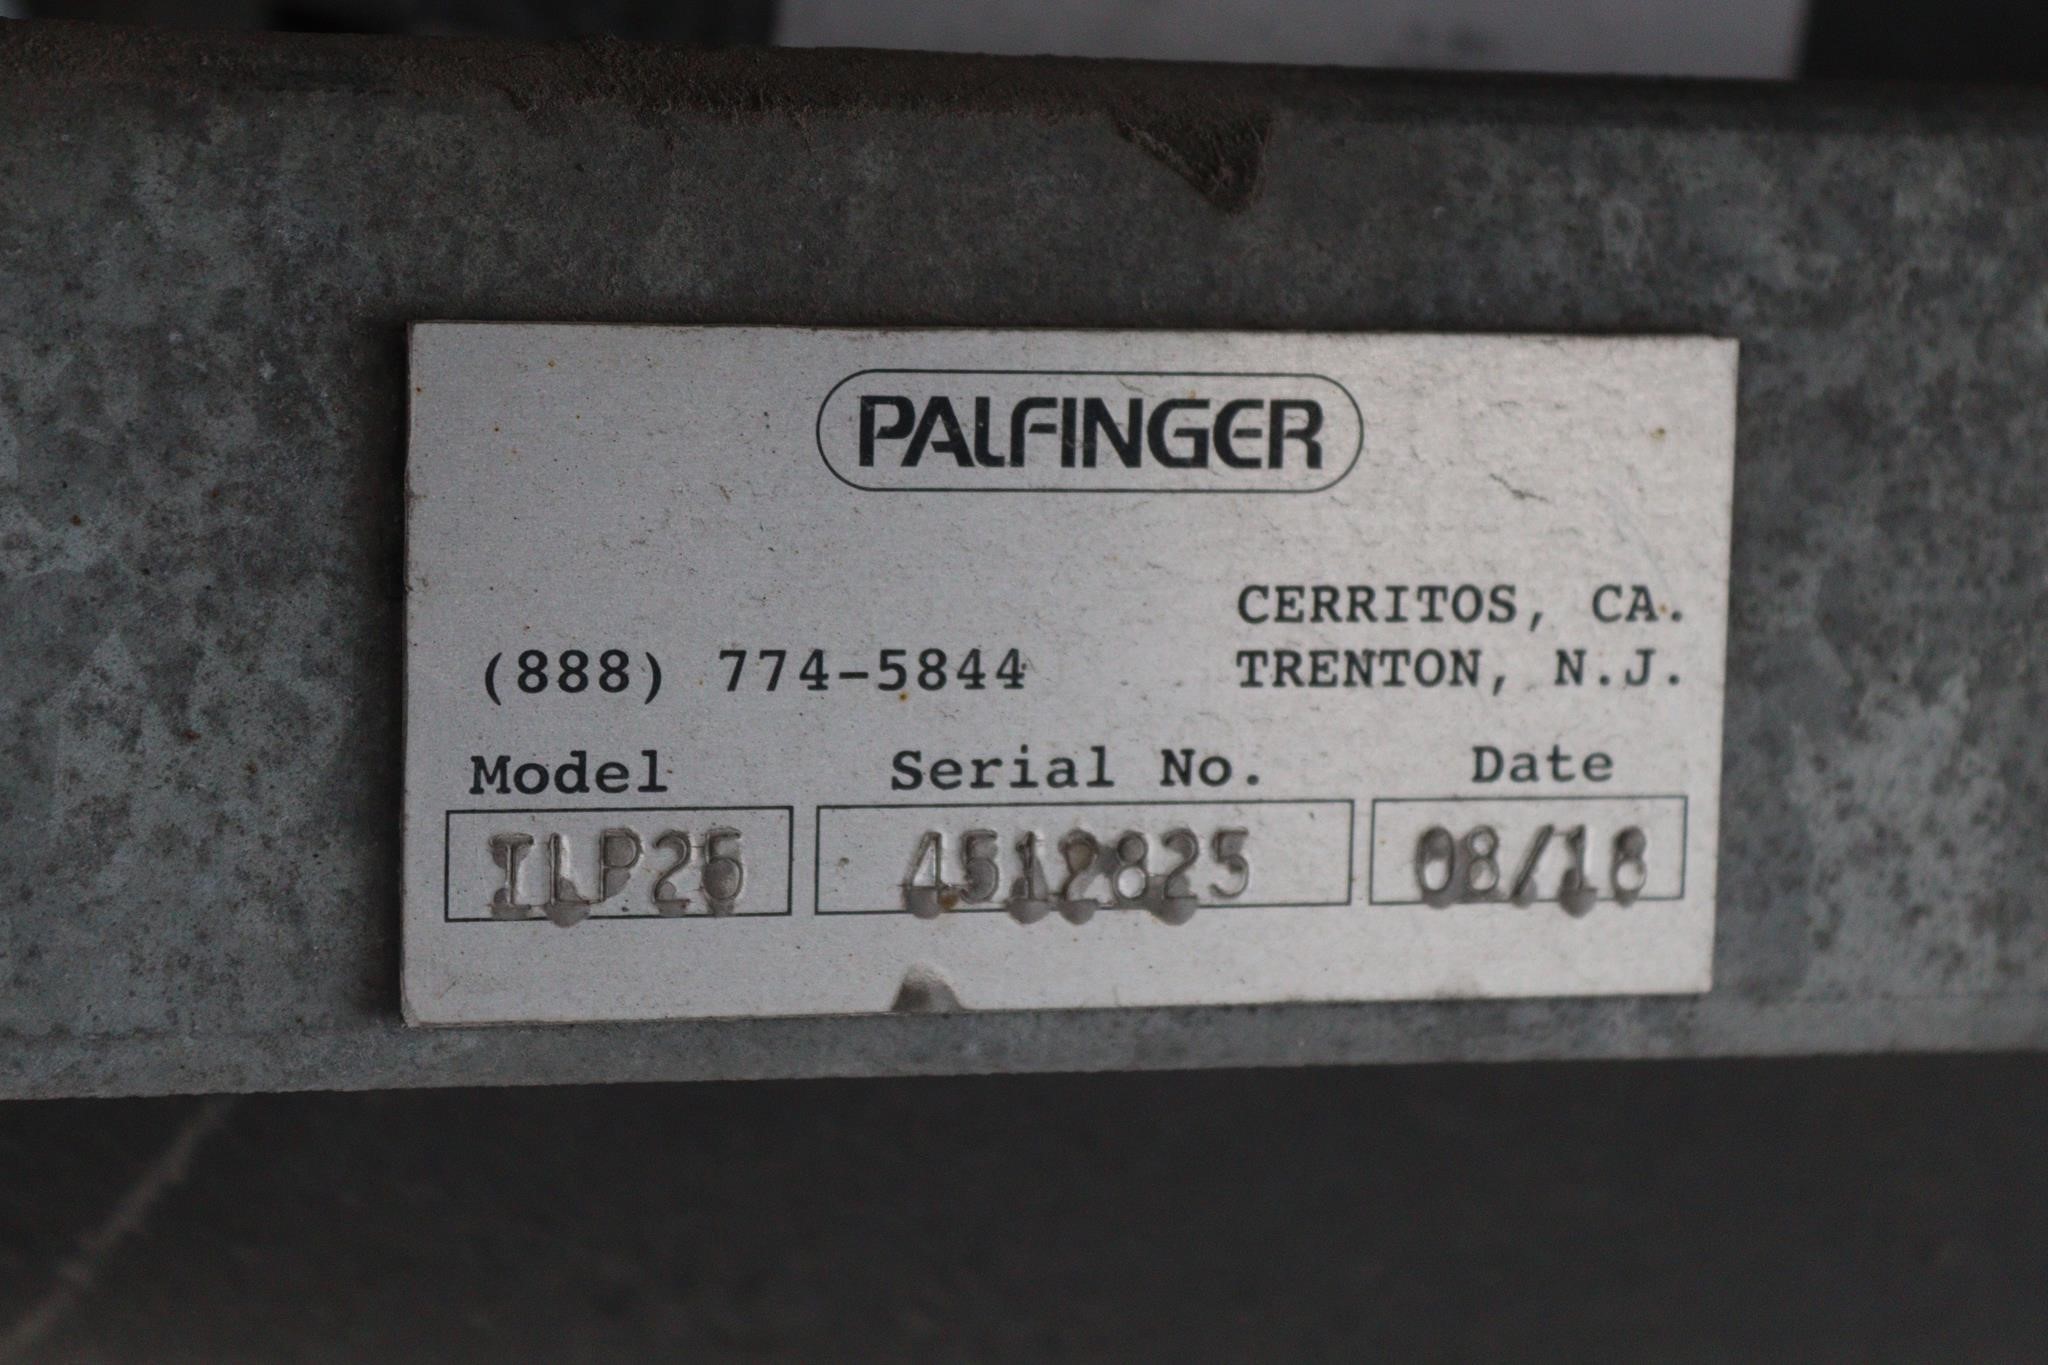 PALFINGER
CERRITOS, CA.
(888) 774-5844 TRENTON, N.J.
Model Serial No. Date
ILP25 4512825 08/18